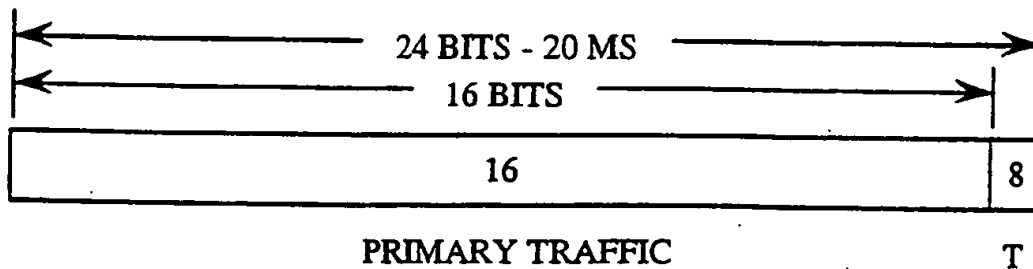 24 BITS - 20 MS
16 BITS
16 8
PRIMARY TRAFFIC T